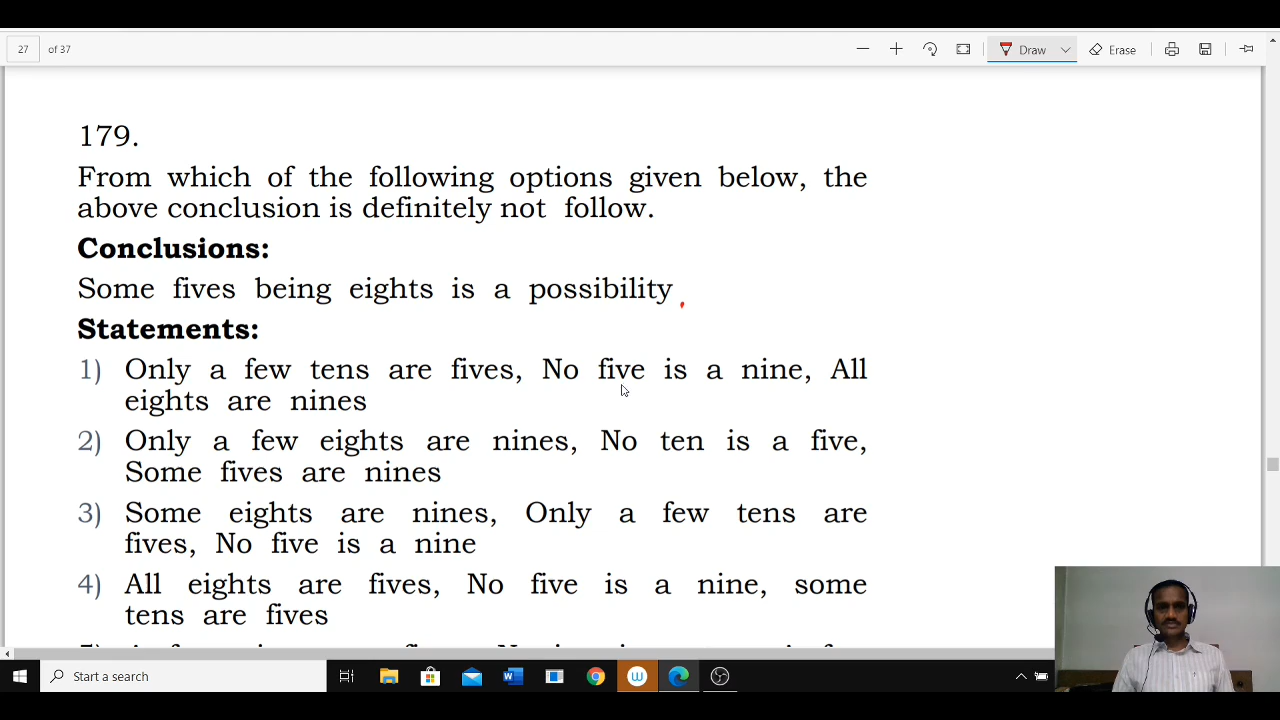 27 of 37
Draw
Erase
179.
From which of the following options given below, the
above conclusion is definitely not follow.
Conclusions:
Some fives being eights is a possibility
Statements:
1) Only a few tens are fives, No five is a nine, All
eights are nines
2) Only a few eights are nines, No ten is a five,
Some fives are nines
3) Some eights are nines, Only a few tens are
fives, No five is a nine
4) All eights are fives, No five is a nine, some
tens are fives
Start a search